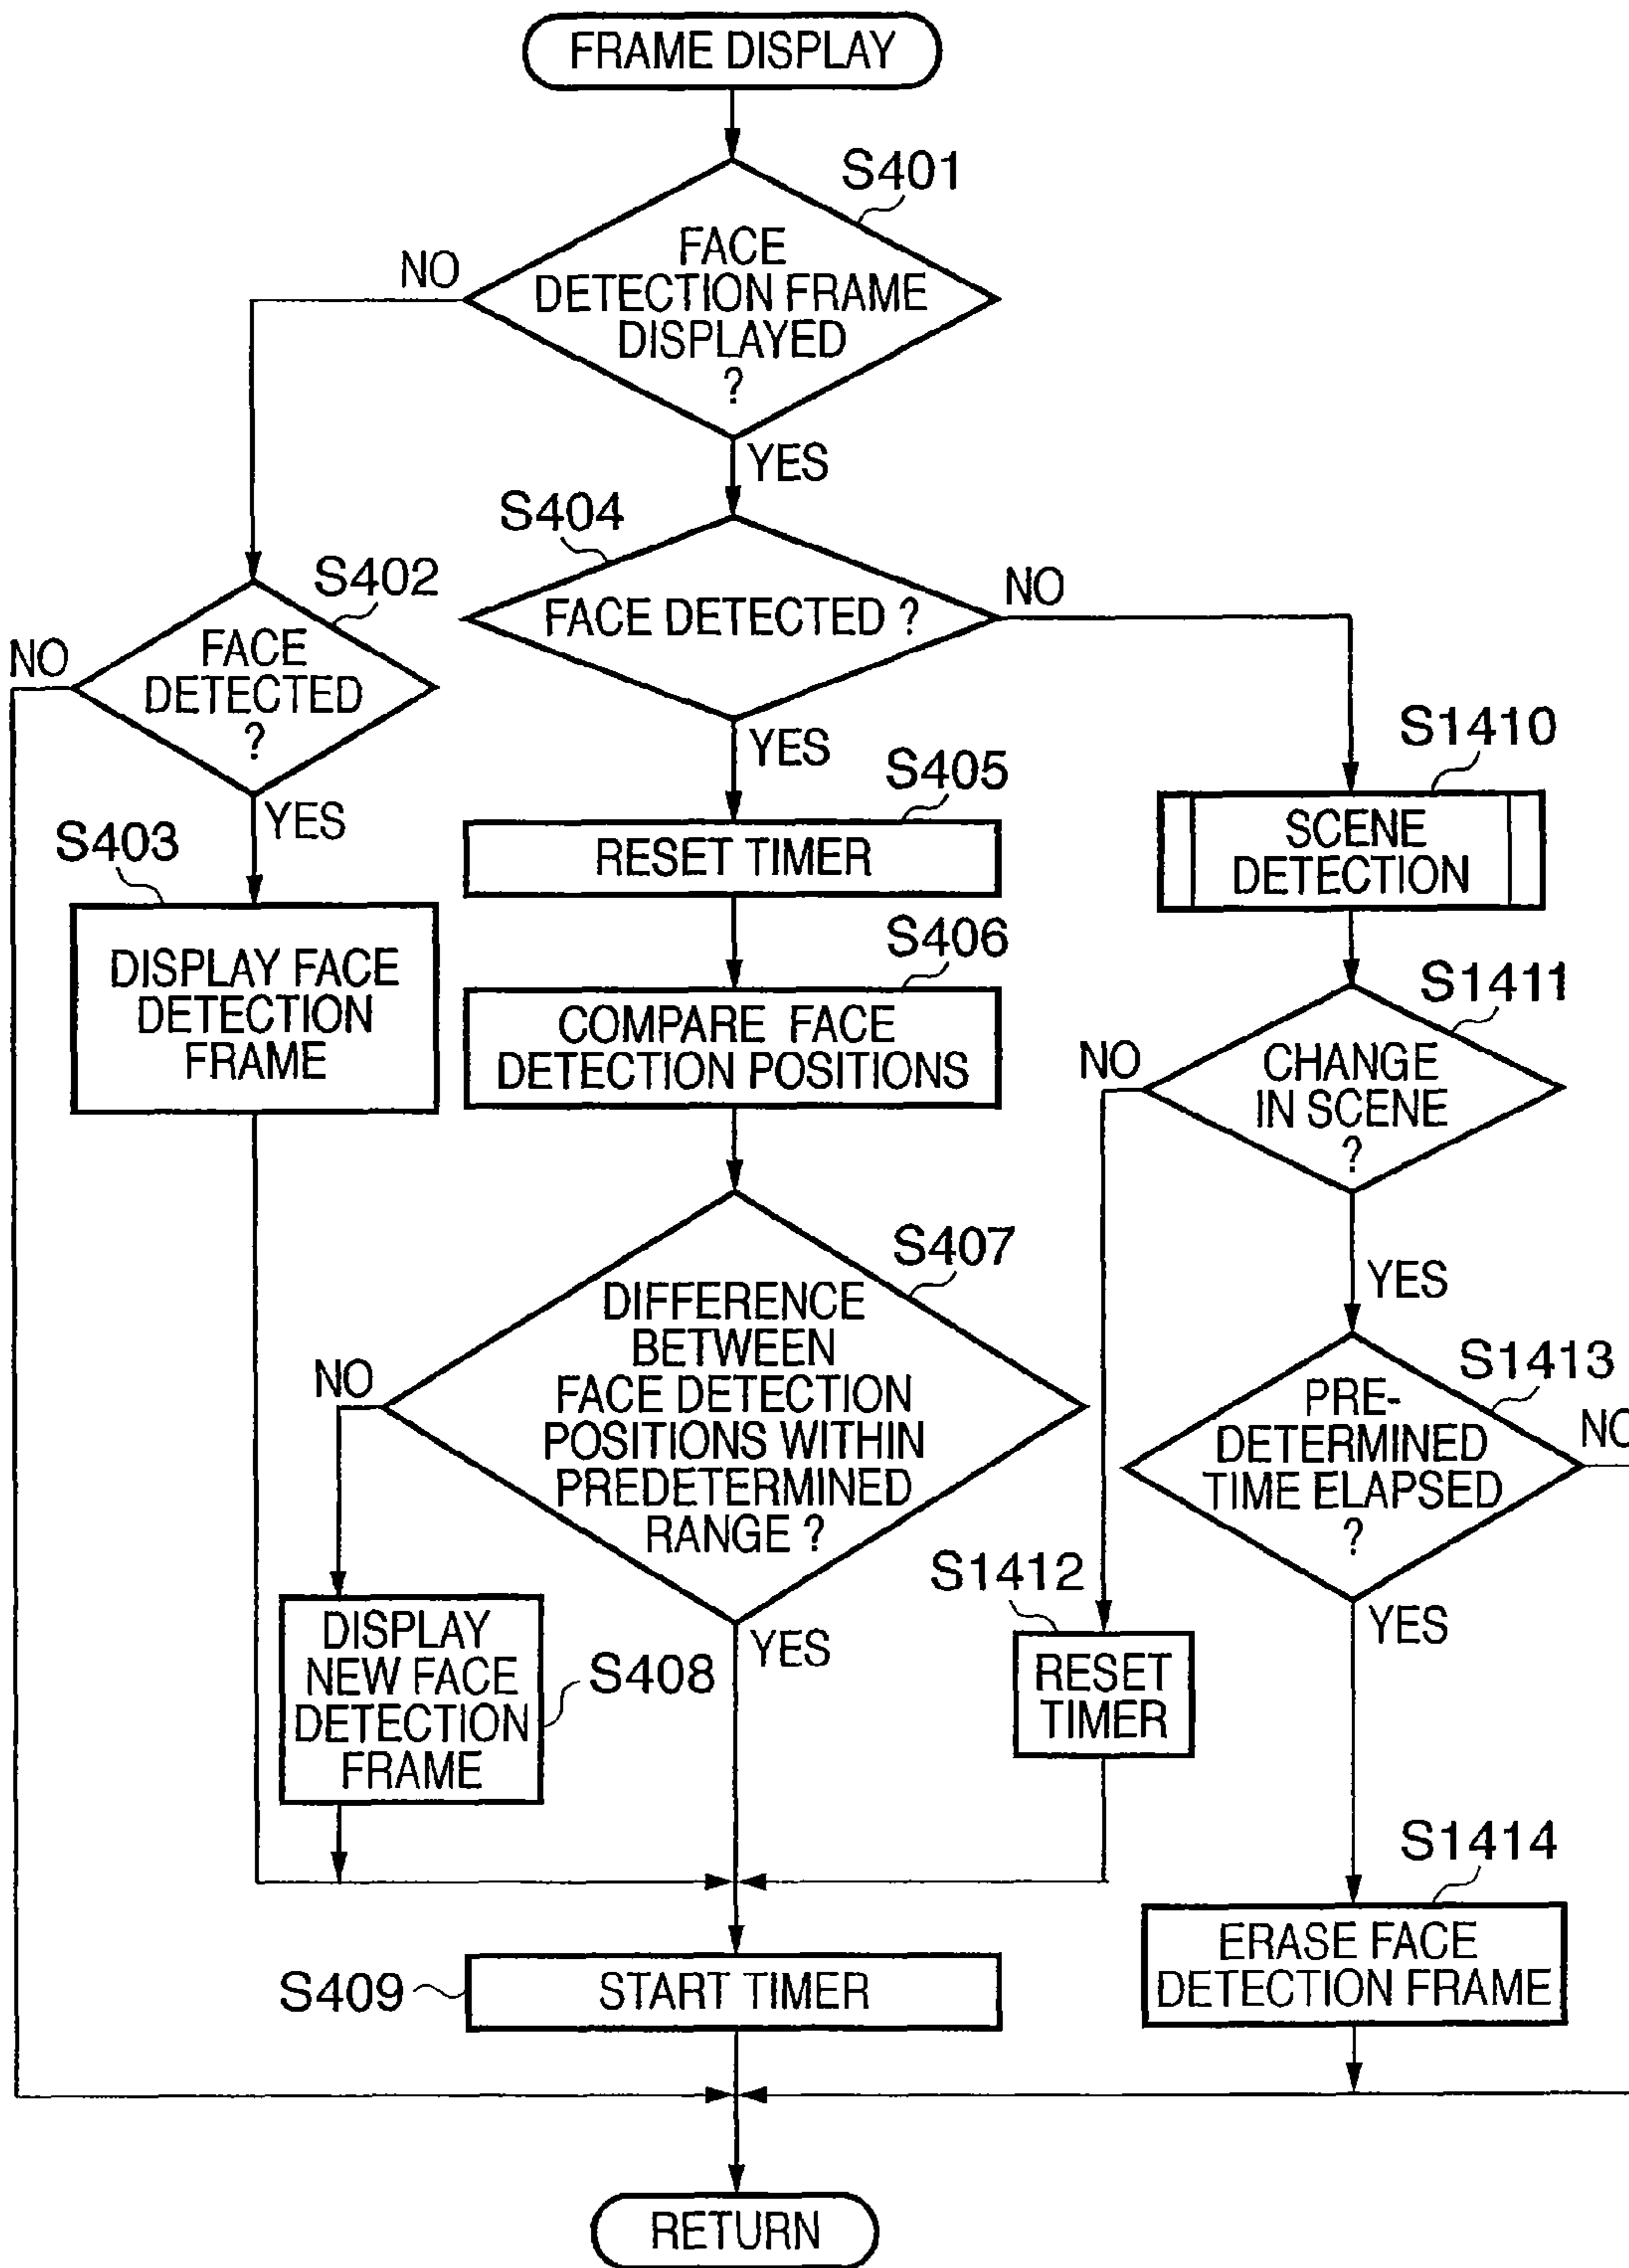 FRAME DISPLAY
S401
FACE
DETECTION FRAME
DISPLAYED
?
NO
YES
S404
FACE DETECTED ?
NO
YES
S402
FACE
DETECTED
?
NO
YES
S403
DISPLAY FACE
DETECTION
FRAME
S405
RESET TIMER
S406
COMPARE FACE
DETECTION POSITIONS
S407
DIFFERENCE
BETWEEN
FACE DETECTION
POSITIONS WITHIN
PREDETERMINED
RANGE ?
NO
YES
DISPLAY
NEW FACE
DETECTION
FRAME
S408
S1410
SCENE
DETECTION
S1411
CHANGE
IN SCENE
?
NO
YES
S1412
RESET
TIMER
S1413
PRE-
DETERMINED
TIME ELAPSED
?
NO
YES
S1414
ERASE FACE
DETECTION FRAME
S409
START TIMER
RETURN